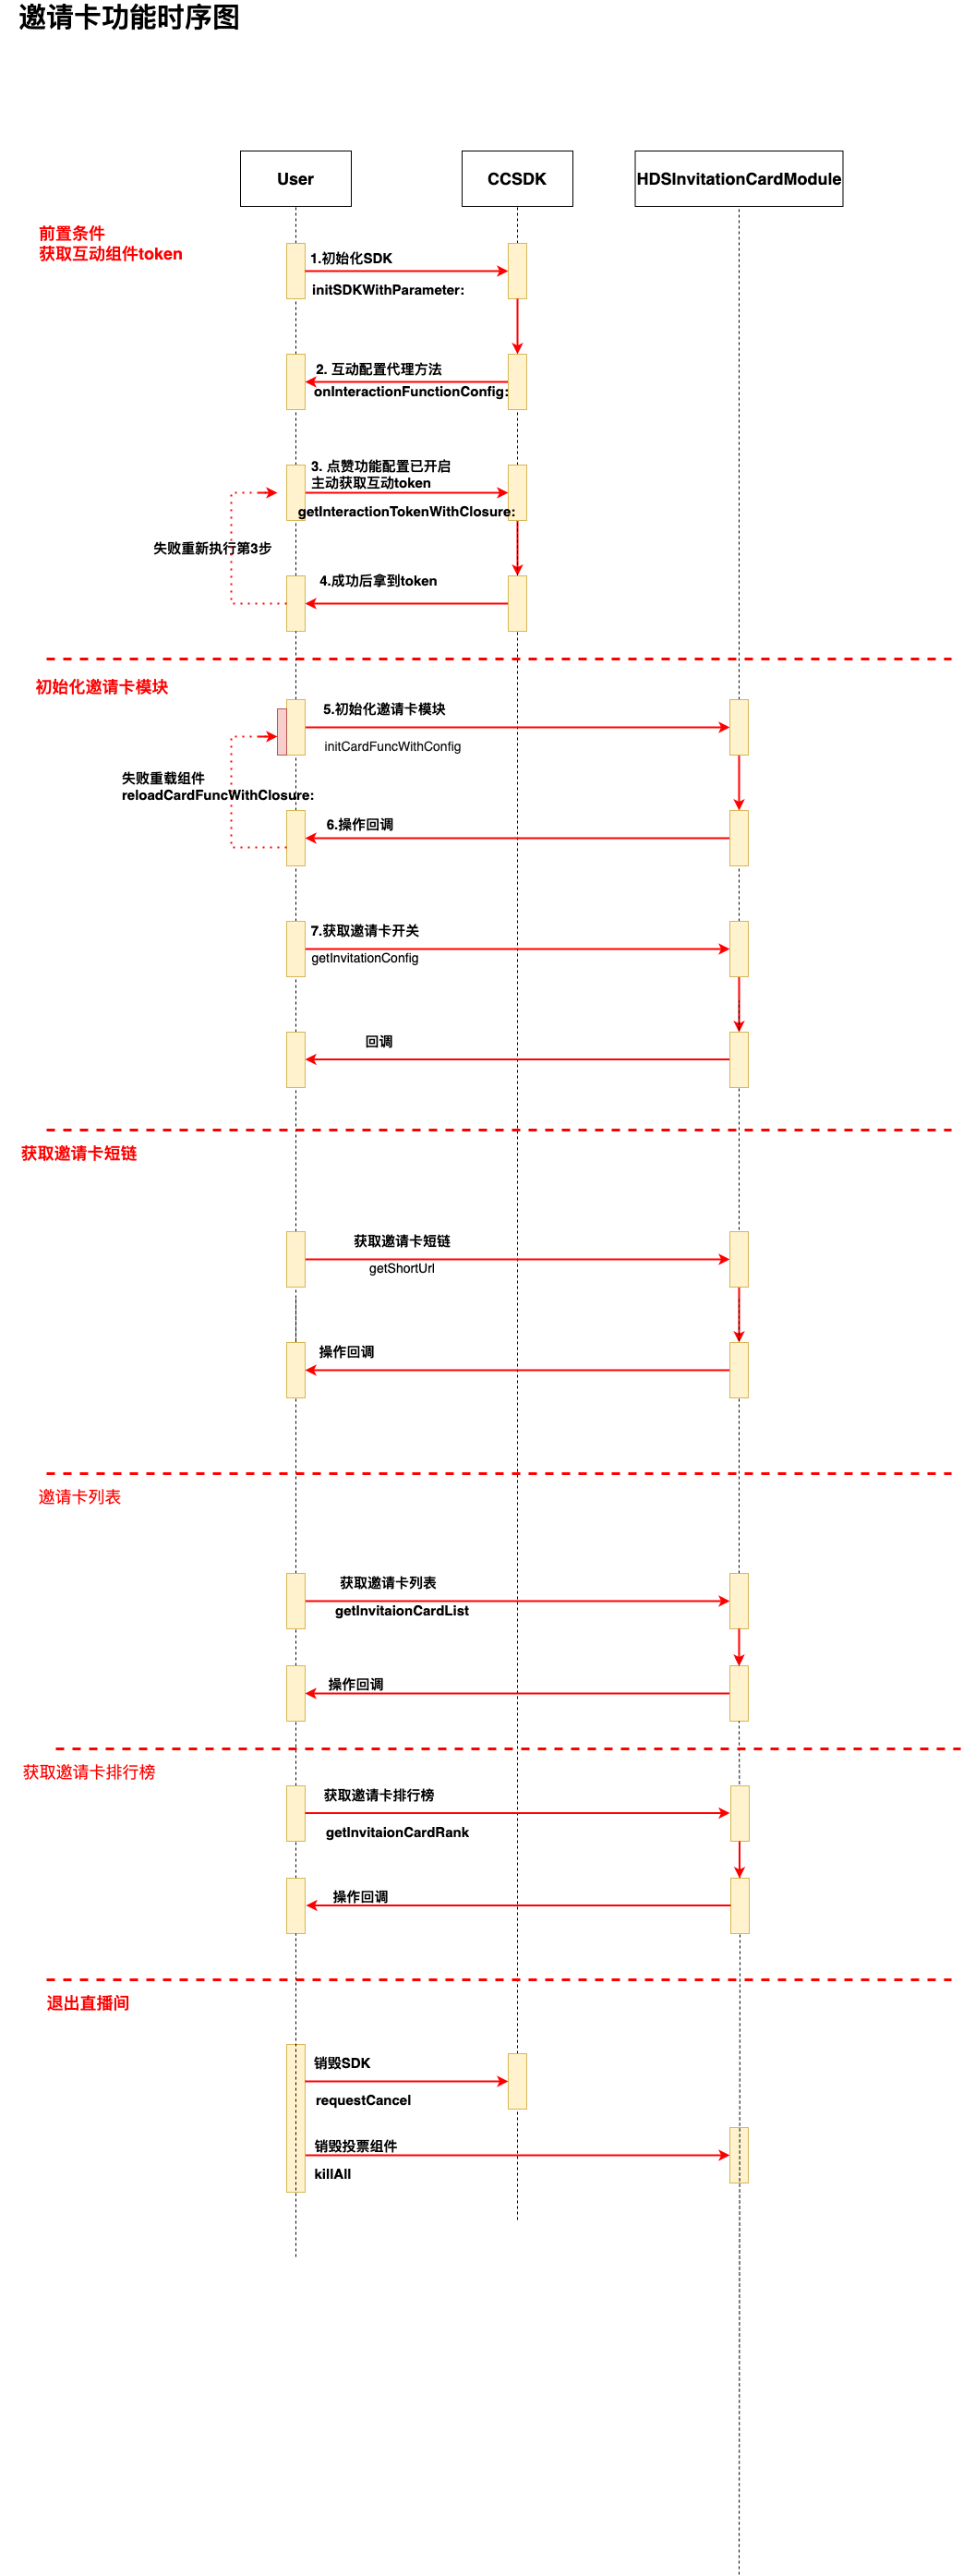 邀请卡功能时序图
User
CCSDK
HDSInvitationCardModule
前置条件
获取互动组件token
1.初始化SDK
initSDKWithParameter:
2. 互动配置代理方法
onInteractionFunctionConfig:
3. 点赞功能配置已开启
主动获取互动token
getInteractionTokenWithClosure:
失败重新执行第3步
4.成功后拿到token
初始化邀请卡模块
5.初始化邀请卡模块
initCardFuncWithConfig
失败重载组件
reloadCardFuncWithClosure:
6.操作回调
7.获取邀请卡开关
getInvitationConfig
回调
获取邀请卡短链
获取邀请卡短链
getShortUrl
操作回调
邀请卡列表
获取邀请卡列表
getInvitaionCardList
操作回调
获取邀请卡排行榜
获取邀请卡排行榜
getInvitaionCardRank
操作回调
退出直播间
销毁SDK
requestCancel
销毁投票组件
killAll